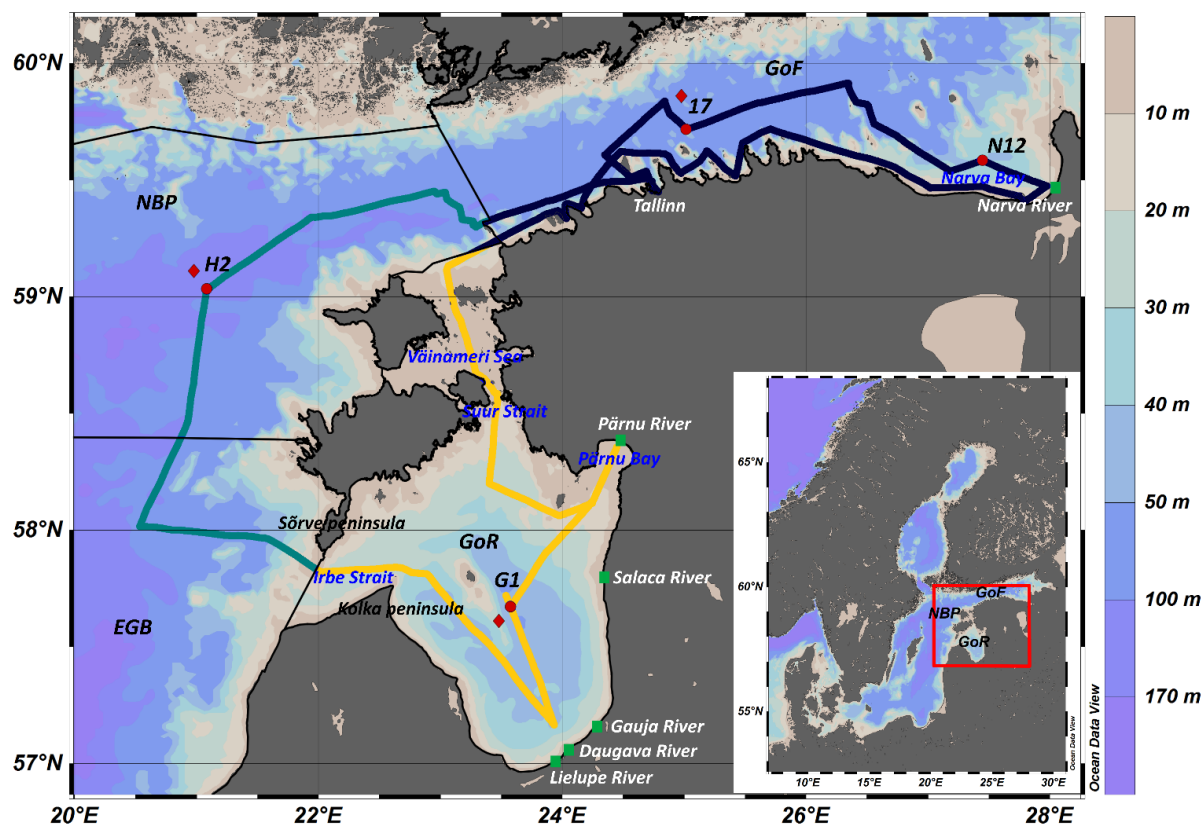 60°N
59°N
58°N
57°N
20°E
22°E
24°E
26°E
28°E
GoF
17
N12
Narva Bay
Narva River
Tallinn
NBP
H2
Väinameri Sea
Suur Strait
Pärnu River
Pärnu Bay
Sõrve peninsula
GoR
Irbe Strait
G1
Salaca River
Kolka peninsula
EGB
Gauja River
Daugava River
Lielupe River
65°N
60°N
55°N
10°E
15°E
20°E
25°E
30°E
GoF
NBP
GoR
Ocean Data View
Ocean Data View
10 m
20 m
30 m
40 m
50 m
100 m
170 m